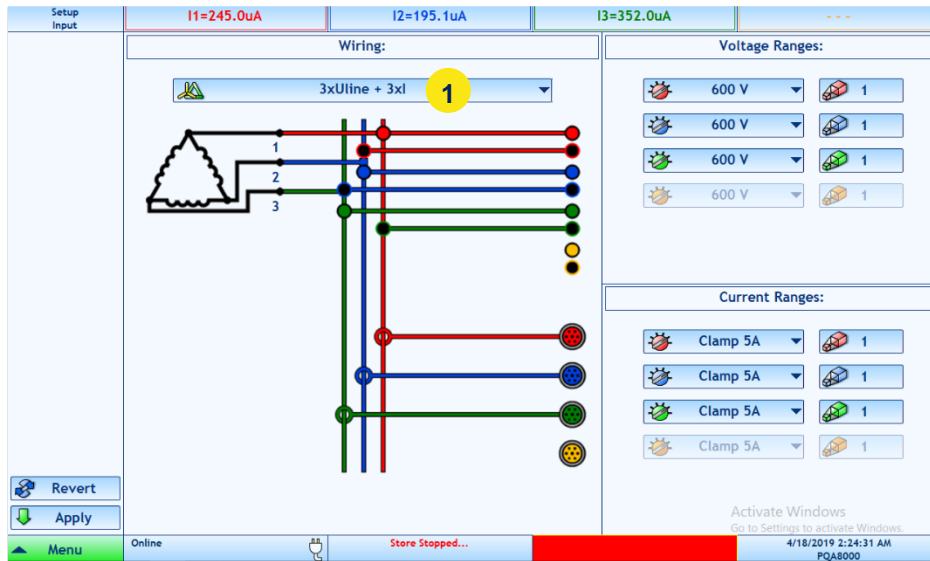 Setup
Input
I1=245.0uA
I2=195.1uA
I3=352.0uA
- - -
Wiring:
3xUline + 3xI
1
1
2
3
Voltage Ranges:
600 V 1
600 V 1
600 V 1
600 V 1
Current Ranges:
Clamp 5A 1
Clamp 5A 1
Clamp 5A 1
Clamp 5A 1
Revert
Apply
Activate Windows
Go to Settings to activate Windows.
Menu
Online
Store Stopped...
4/18/2019 2:24:31 AM
PQA8000